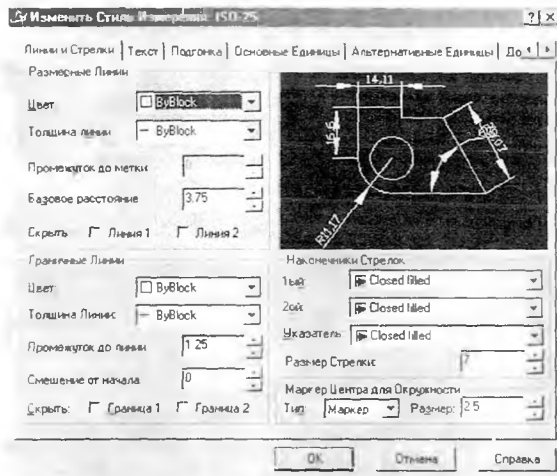 Изменить Стиль Измерения: ISO-25
Линии и Стрелки
Текст
Подгонка
Основные Единицы
Альтернативные Единицы
До
Размерные Линии
Цвет
ByBlock
Толщина линии
ByBlock
Промежуток до метки
Базовое расстояние
3.75
Скрыть
Линия 1
Линия 2
14,11
R11,17
Граничные Линии
Цвет:
ByBlock
Толщина Линии:
ByBlock
Промежуток до линии
1.25
Смещение от начала
0
Скрыть:
Граница 1
Граница 2
Наконечники Стрелок
1ый:
Closed filled
2ой:
Closed filled
Указатель:
Closed filled
Размер Стрелки:
Маркер Центра для Окружности
Тип:
Маркер
Размер:
2.5
OK
Отмена
Справка